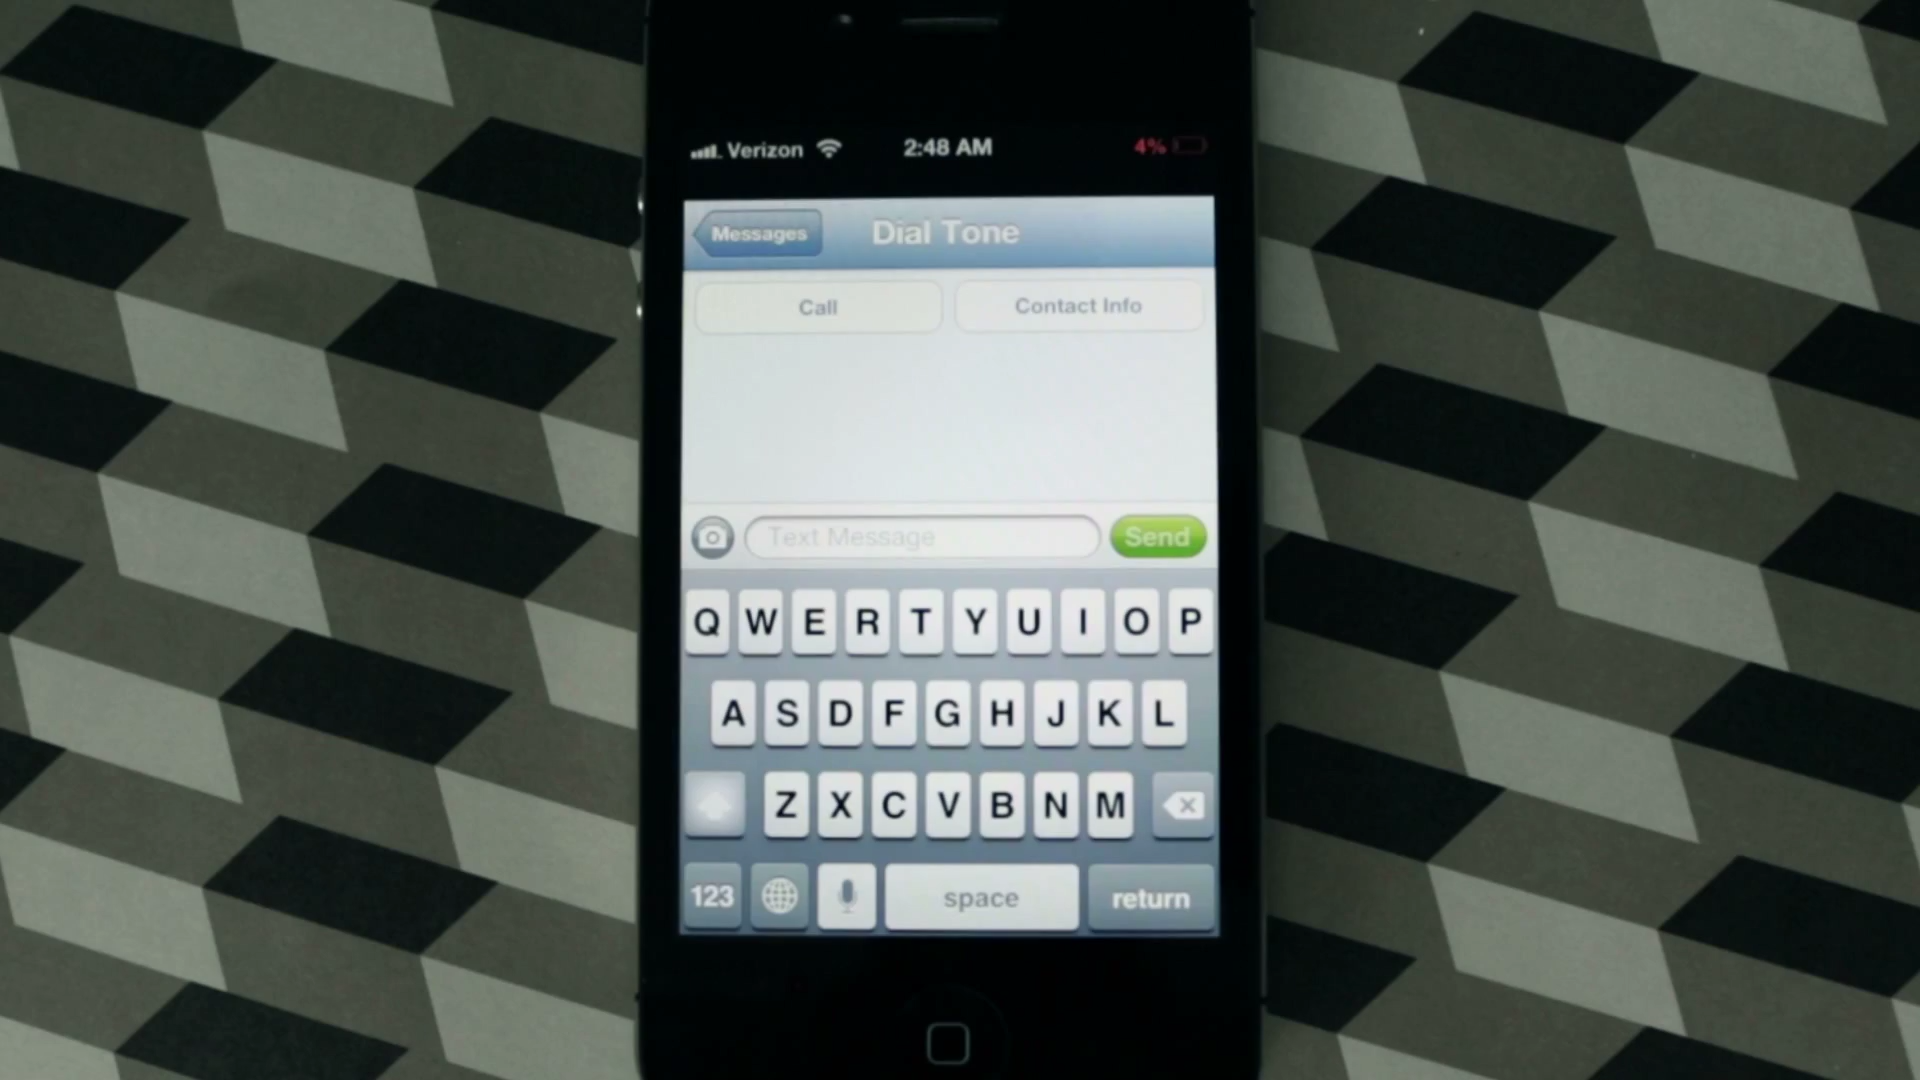 Verizon 2:48 AM 4%
Messages Dial Tone
Call Contact Info
Text Message Send
Q W E R T Y U I O P
A S D F G H J K L
Z X C V B N M
123 space return